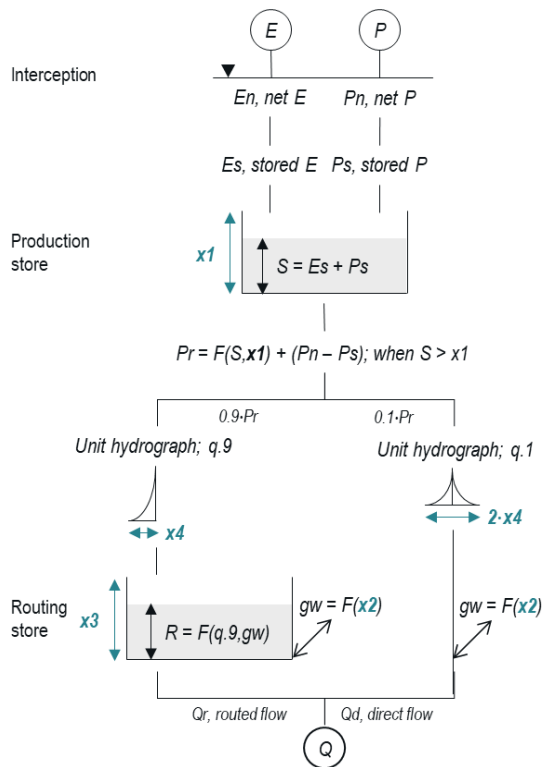 E P
Interception
En, net E Pn, net P
Es, stored E Ps, stored P
Production
store
x1
S = Es + Ps
Pr = F(S,x1) + (Pn – Ps); when S > x1
0.9·Pr 0.1·Pr
Unit hydrograph; q.9 Unit hydrograph; q.1
x4 2·x4
Routing
store
x3
R = F(q.9,gw)
gw = F(x2) gw = F(x2)
Qr, routed flow Qd, direct flow
Q